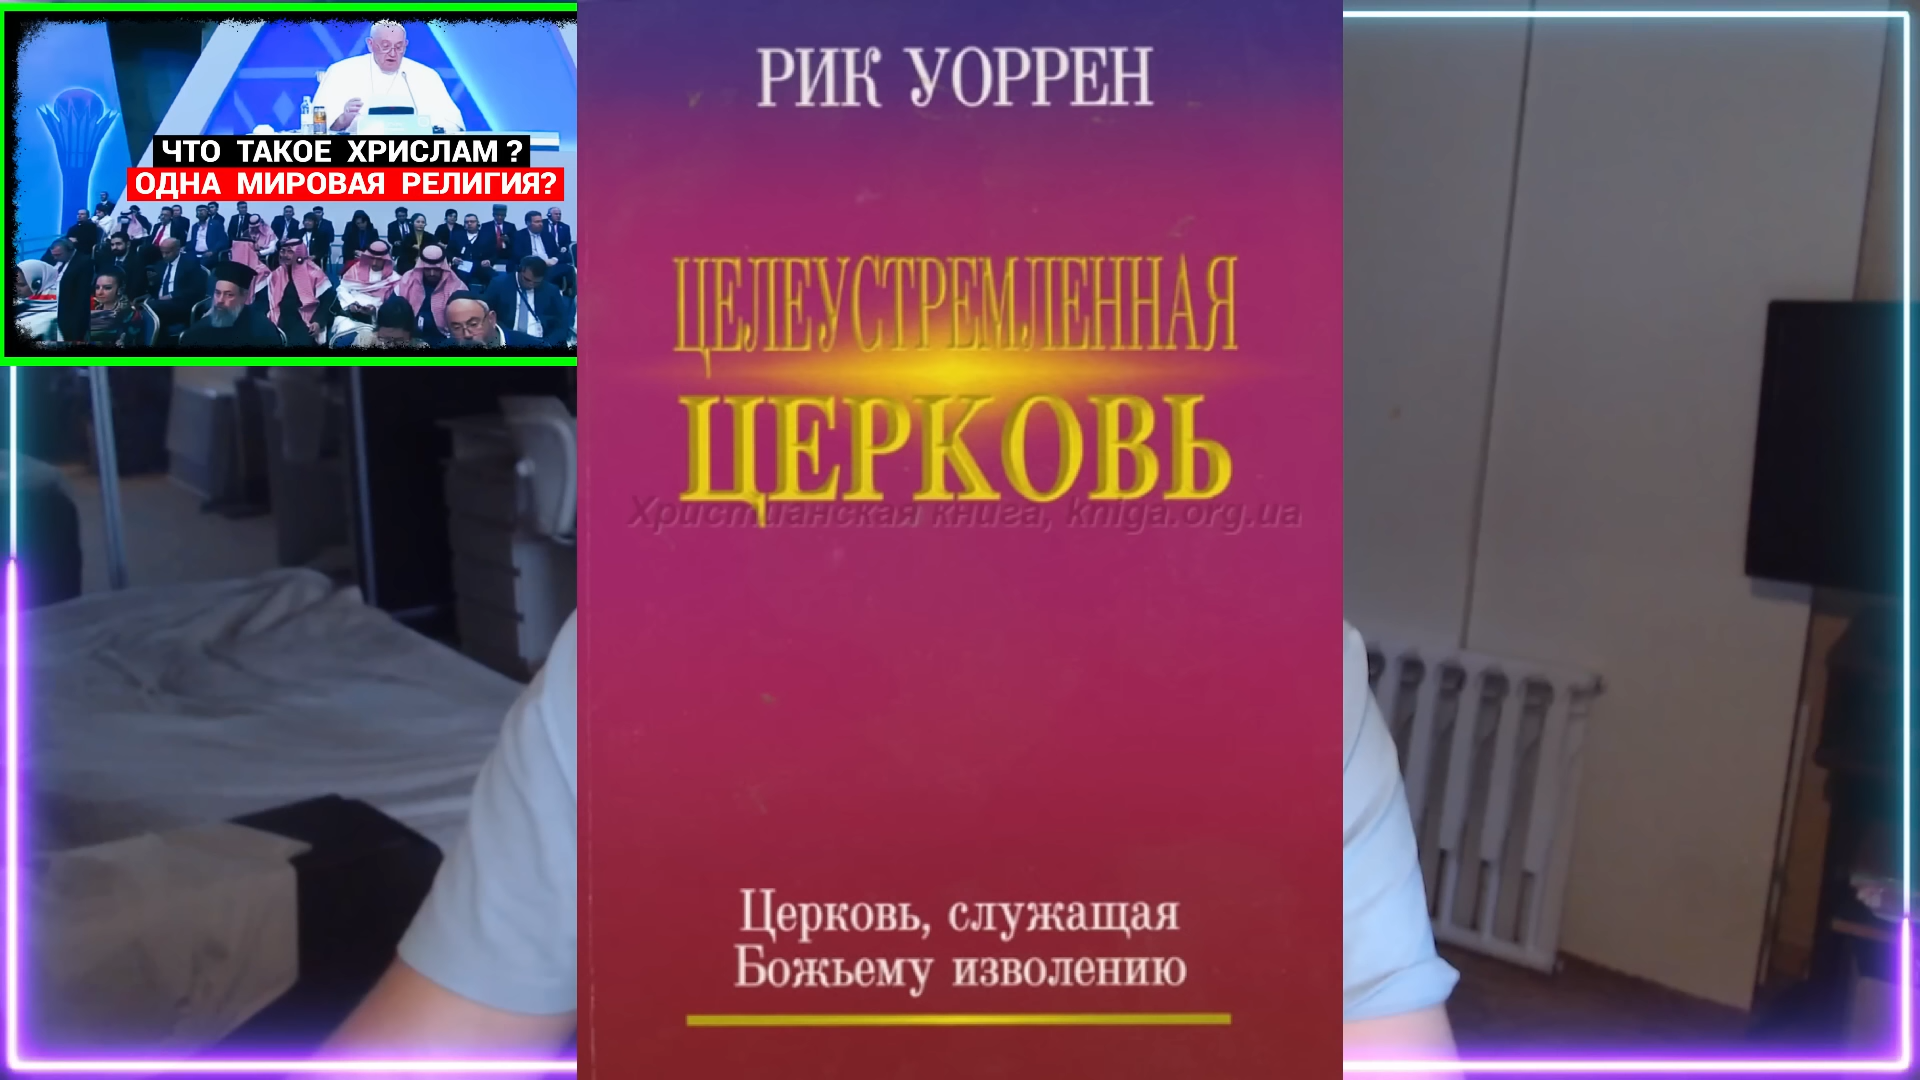 ЧТО ТАКОЕ ХРИСЛАМ?
ОДНА МИРОВАЯ РЕЛИГИЯ?
РИК УОРРЕН
ЦЕЛЕУСТРЕМЛЕННАЯ
ЦЕРКОВЬ
Христианская книга, kniga.org.ua
Церковь, служащая
Божьему изволению